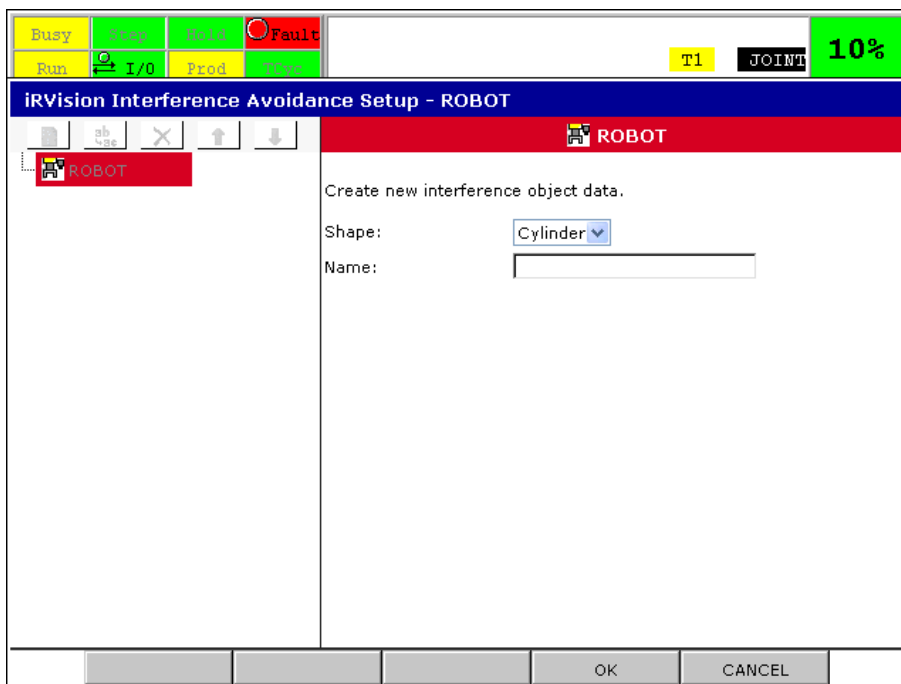 Busy Step Hold Fault
Run I/O Prod TCyc
T1 JOINT 10%
iRVision Interference Avoidance Setup - ROBOT
ROBOT
ROBOT
Create new interference object data.
Shape: Cylinder
Name:
OK CANCEL